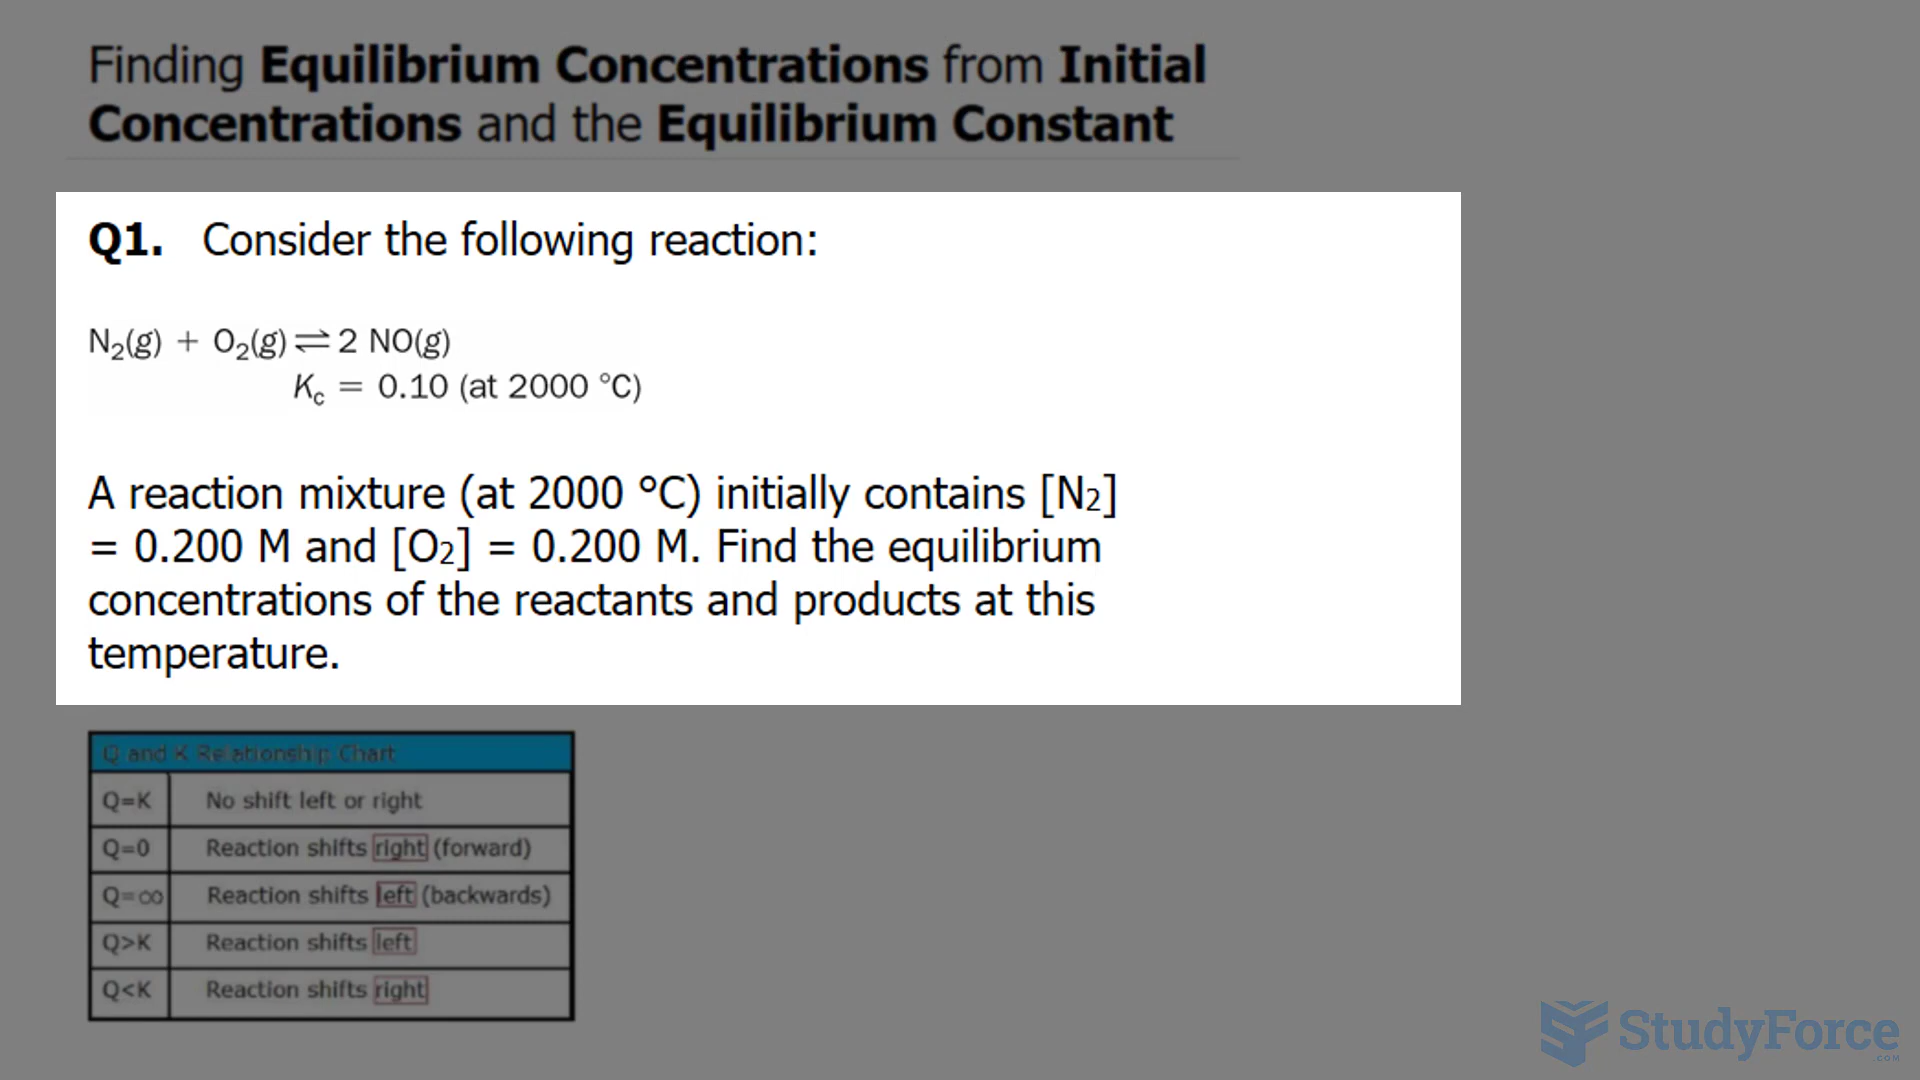 Finding Equilibrium Concentrations from Initial
Concentrations and the Equilibrium Constant
Q1. Consider the following reaction:
N₂(g) + O₂(g) ⇌ 2 NO(g)
Kc = 0.10 (at 2000 °C)
A reaction mixture (at 2000 °C) initially contains [N₂]
= 0.200 M and [O₂] = 0.200 M. Find the equilibrium
concentrations of the reactants and products at this
temperature.
Q and K Relationship Chart
Q=K No shift left or right
Q=0 Reaction shifts right (forward)
Q=∞ Reaction shifts left (backwards)
Q>K Reaction shifts left
Q<K Reaction shifts right
StudyForce
.COM